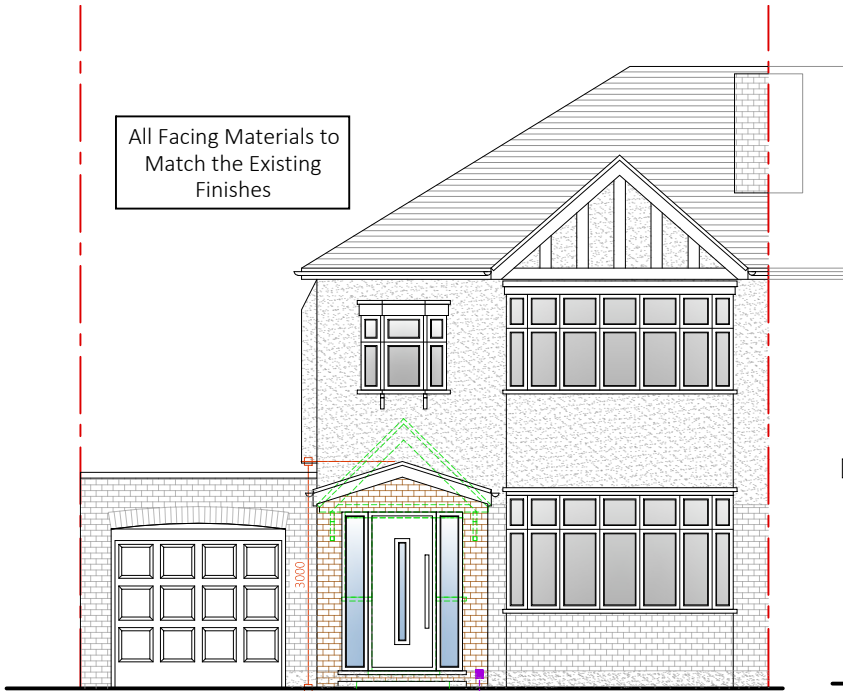 All Facing Materials to
Match the Existing
Finishes
3000